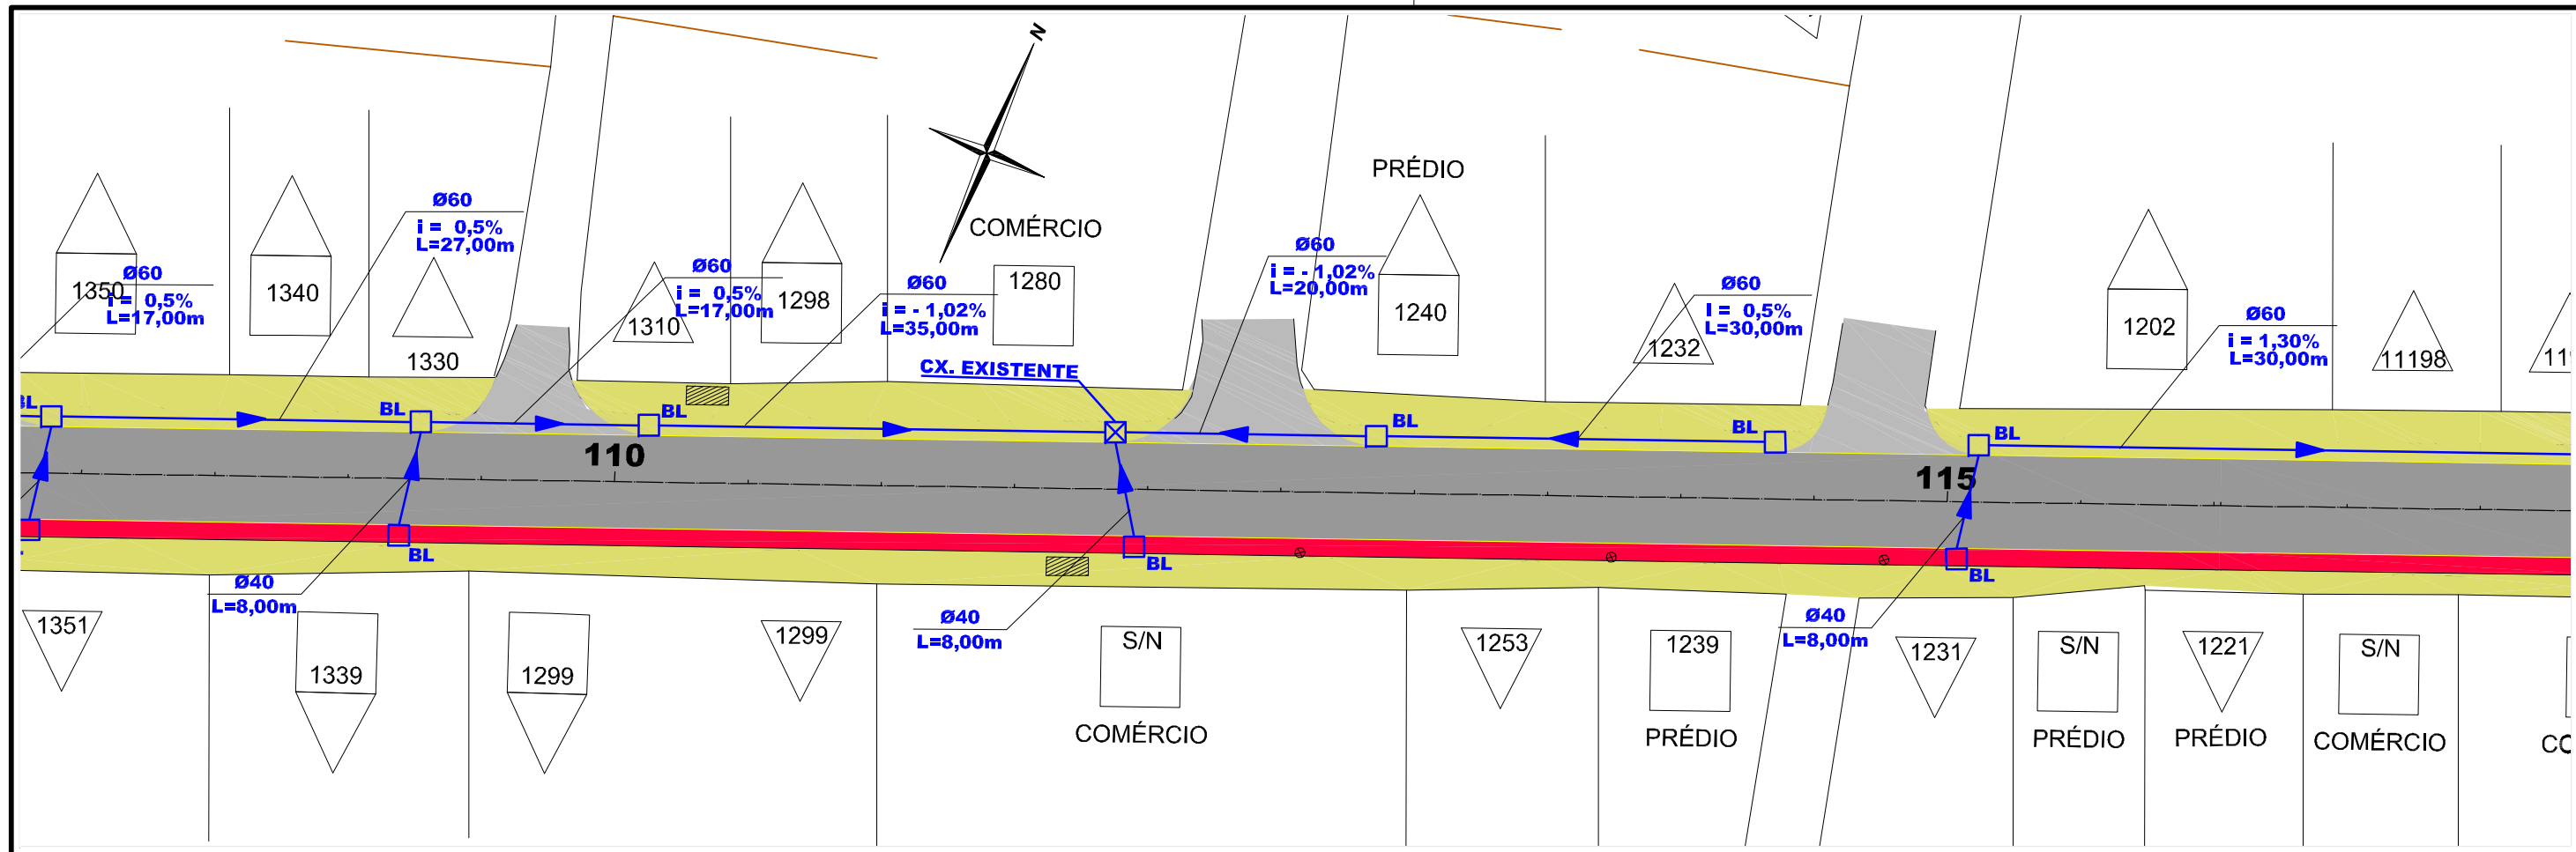 N
PRÉDIO
COMÉRCIO
Ø60
i = 0,5%
L=27,00m
1350
Ø60
i = 0,5%
L=17,00m
1340
1330
1310
Ø60
i = 0,5%
L=17,00m
1298
Ø60
i = - 1,02%
L=35,00m
1280
Ø60
i = - 1,02%
L=20,00m
1240
1232
Ø60
I = 0,5%
L=30,00m
1202
Ø60
i = 1,30%
L=30,00m
11198
11
CX. EXISTENTE
BL
BL
BL
BL
BL
BL
110
115
BL
BL
BL
Ø40
L=8,00m
Ø40
L=8,00m
Ø40
L=8,00m
1351
1339
1299
1299
S/N
COMÉRCIO
1253
1239
PRÉDIO
1231
S/N
PRÉDIO
1221
PRÉDIO
S/N
COMÉRCIO
CO